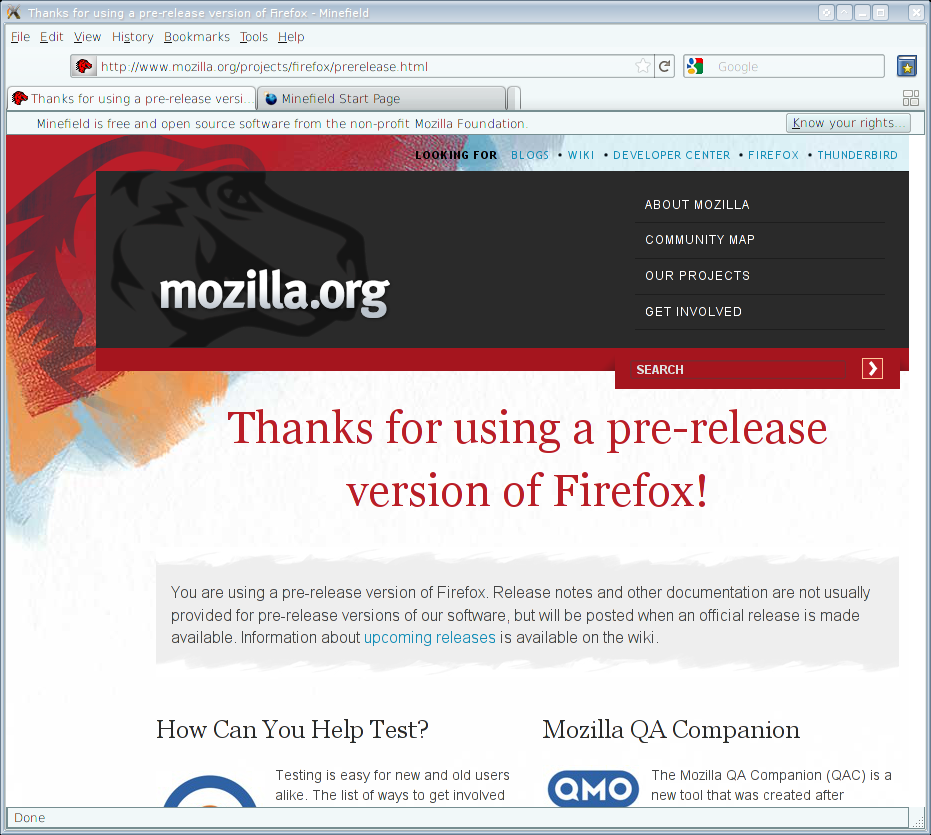 Thanks for using a pre-release version of Firefox - Minefield
File Edit View History Bookmarks Tools Help
http://www.mozilla.org/projects/firefox/prerelease.html
Google
Thanks for using a pre-release versi...
Minefield Start Page
Minefield is free and open source software from the non-profit Mozilla Foundation.
Know your rights...
LOOKING FOR BLOGS • WIKI • DEVELOPER CENTER • FIREFOX • THUNDERBIRD
mozilla.org
ABOUT MOZILLA
COMMUNITY MAP
OUR PROJECTS
GET INVOLVED
SEARCH
Thanks for using a pre-release
version of Firefox!
You are using a pre-release version of Firefox. Release notes and other documentation are not usually
provided for pre-release versions of our software, but will be posted when an official release is made
available. Information about upcoming releases is available on the wiki.
How Can You Help Test?
Testing is easy for new and old users
alike. The list of ways to get involved
Mozilla QA Companion
QMO
The Mozilla QA Companion (QAC) is a
new tool that was created after
Done